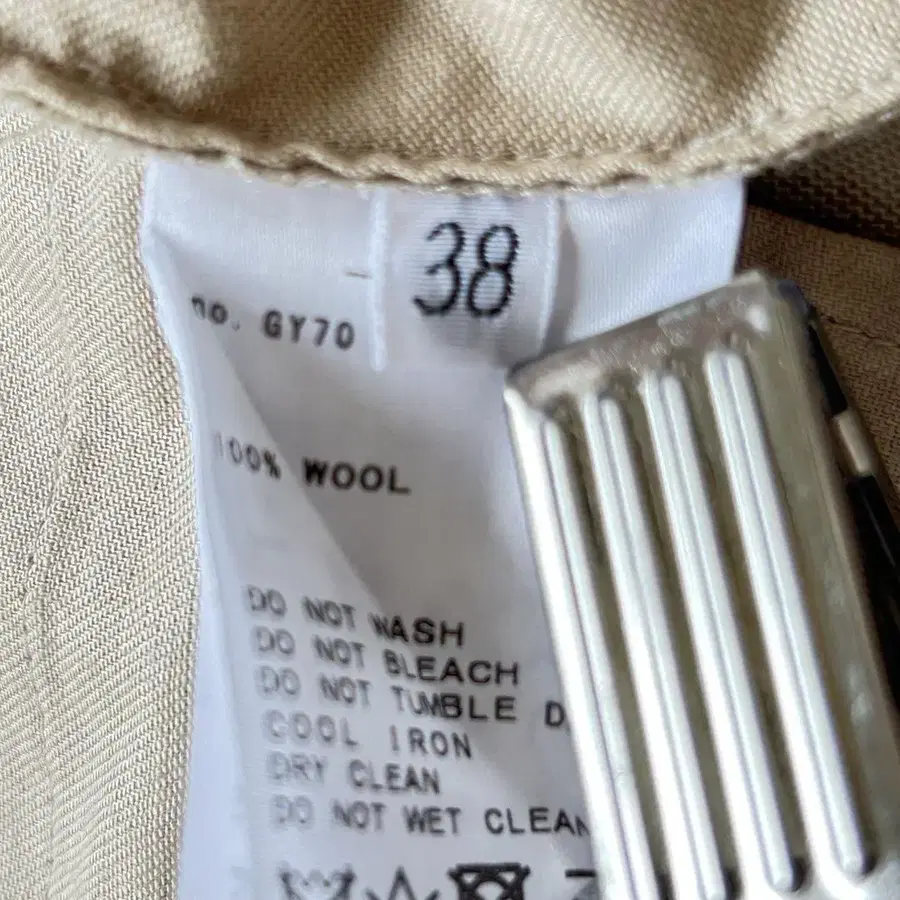 38
no. GY70
100% WOOL
DO NOT WASH
DO NOT BLEACH
DO NOT TUMBLE D
COOL IRON
DRY CLEAN
DO NOT WET CLEAN